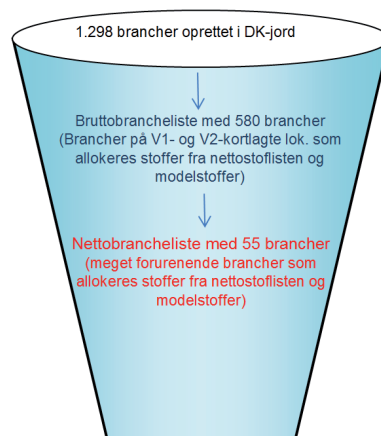 1.298 brancher oprettet i DK-jord
Bruttobrancheliste med 580 brancher
(Brancher på V1- og V2-kortlagte lok. som
allokeres stoffer fra nettostoflisten og
modelstoffer)
Nettobrancheliste med 55 brancher
(meget forurenende brancher som
allokeres stoffer fra nettostoflisten og
modelstoffer)